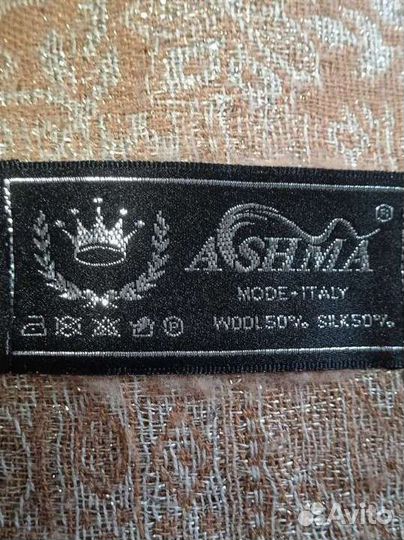 ASHMA ®
MODE-ITALY
WOOL50% SILK50%
P
Avito